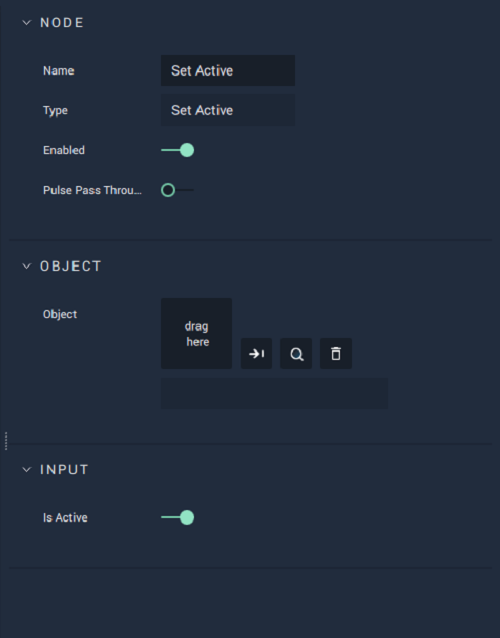 NODE
Name Set Active
Type Set Active
Enabled
Pulse Pass Throu...
OBJECT
Object
drag
here
INPUT
Is Active